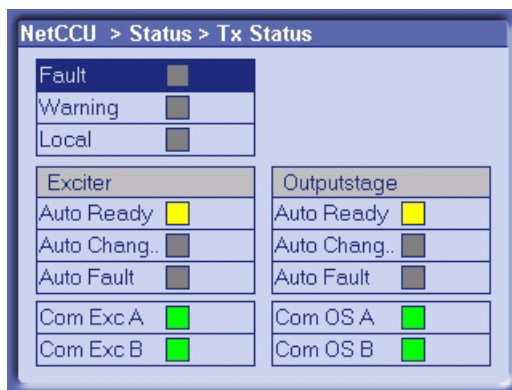 NetCCU > Status > Tx Status
Fault
Warning
Local
Exciter
Auto Ready
Auto Chang..
Auto Fault
Com Exc A
Com Exc B
Outputstage
Auto Ready
Auto Chang..
Auto Fault
Com OS A
Com OS B